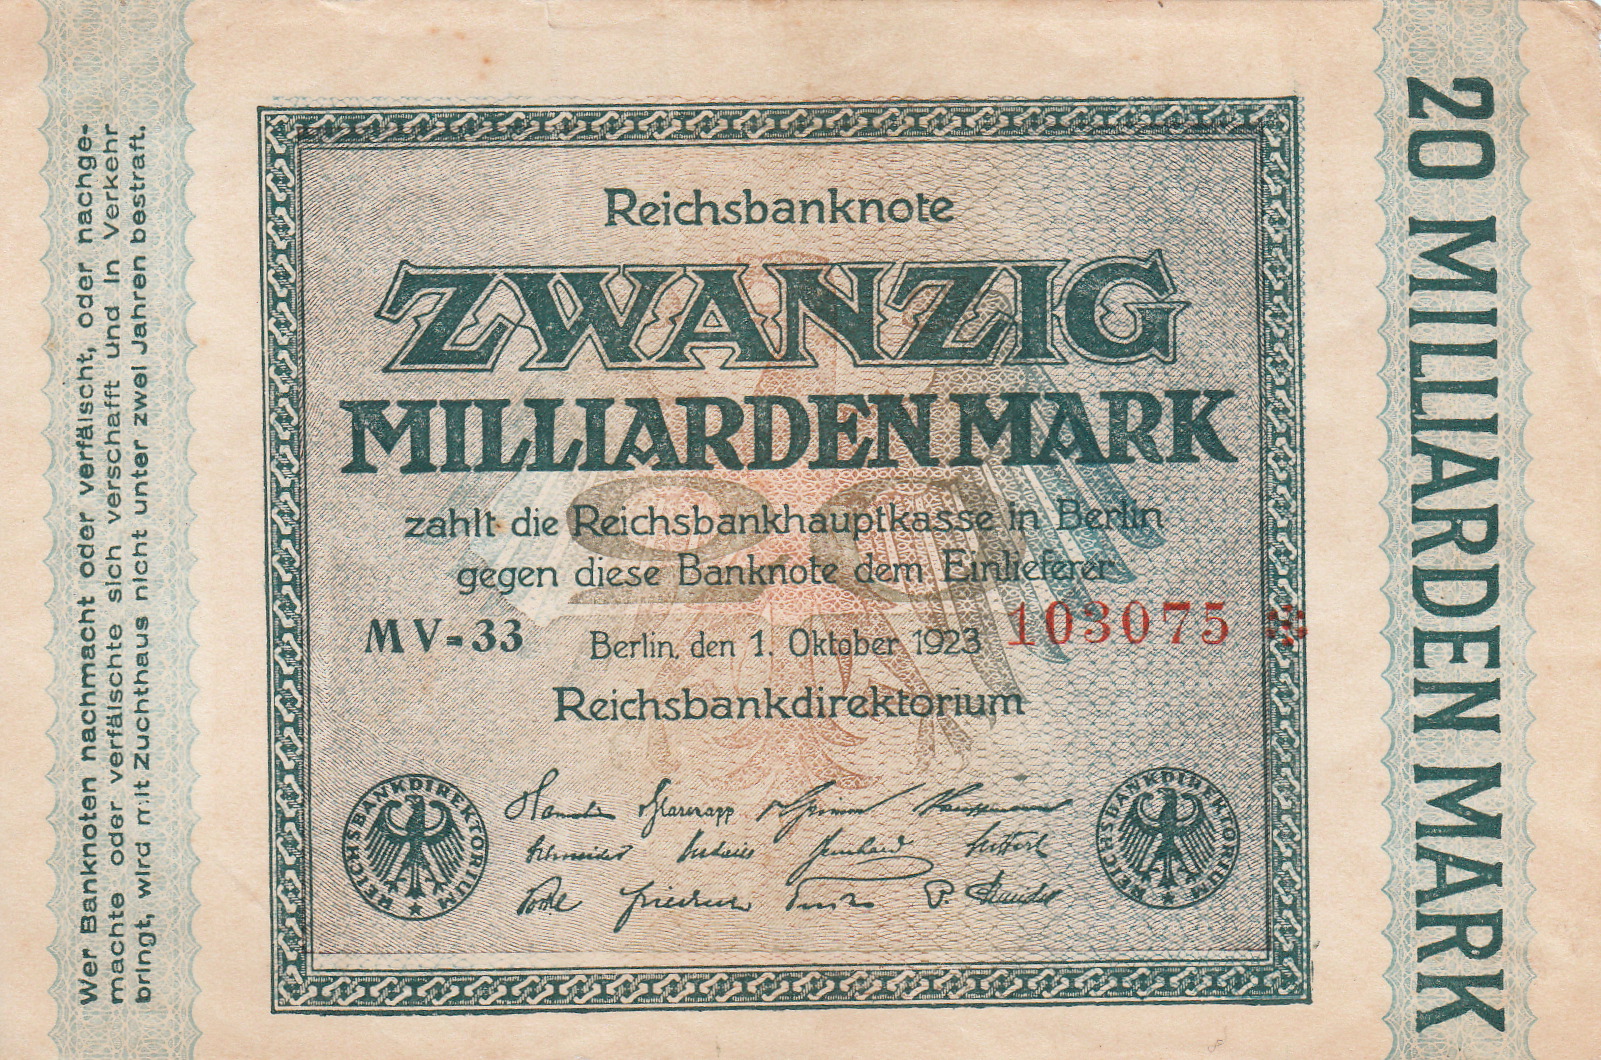 Wer Banknoten nachmacht oder verfälscht, oder nachge-
machte oder verfälschte sich verschafft und in Verkehr
bringt, wird mit Zuchthaus nicht unter zwei Jahren bestraft.
Reichsbanknote
ZWANZIG
MILLIARDEN MARK
20
zahlt die Reichsbankhauptkasse in Berlin
gegen diese Banknote dem Einlieferer
MV-33 Berlin, den 1. Oktober 1923 103075 *
Reichsbankdirektorium
REICHSBANKDIREKTORIUM
REICHSBANKDIREKTORIUM
20 MILLIARDEN MARK